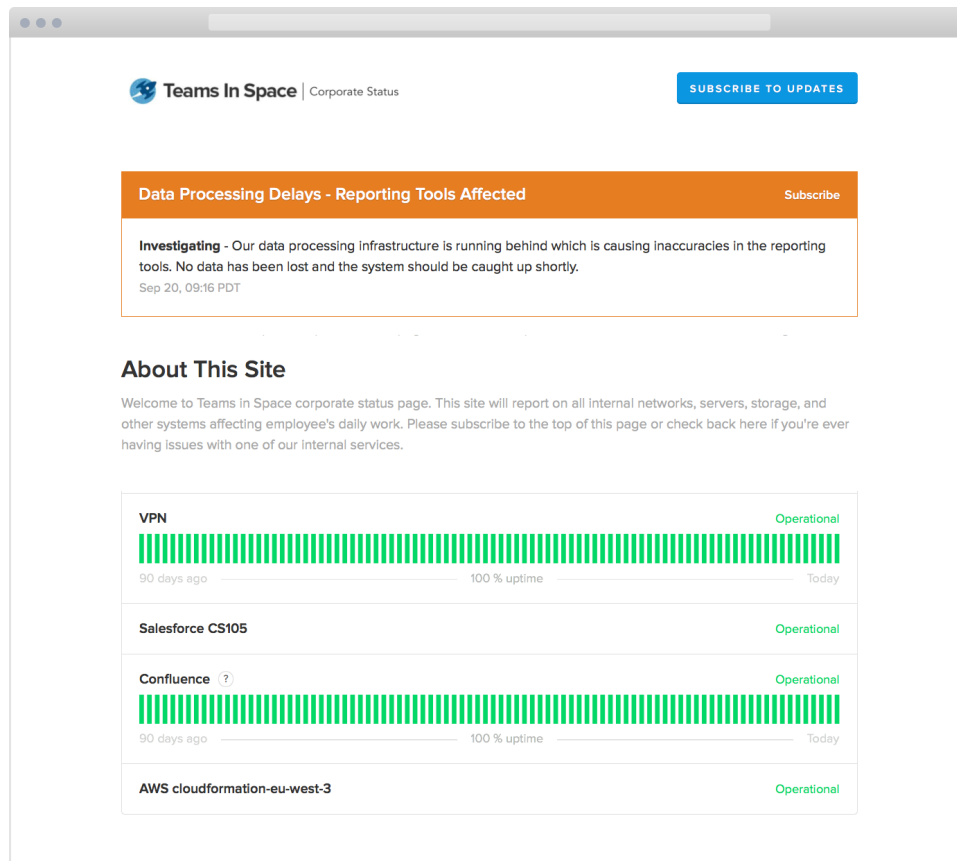 Teams In Space | Corporate Status
SUBSCRIBE TO UPDATES
Data Processing Delays - Reporting Tools Affected
Subscribe
Investigating - Our data processing infrastructure is running behind which is causing inaccuracies in the reporting
tools. No data has been lost and the system should be caught up shortly.
Sep 20, 09:16 PDT
About This Site
Welcome to Teams in Space corporate status page. This site will report on all internal networks, servers, storage, and
other systems affecting employee's daily work. Please subscribe to the top of this page or check back here if you're ever
having issues with one of our internal services.
VPN
Operational
90 days ago
100 % uptime
Today
Salesforce CS105
Operational
Confluence ?
Operational
90 days ago
100 % uptime
Today
AWS cloudformation-eu-west-3
Operational